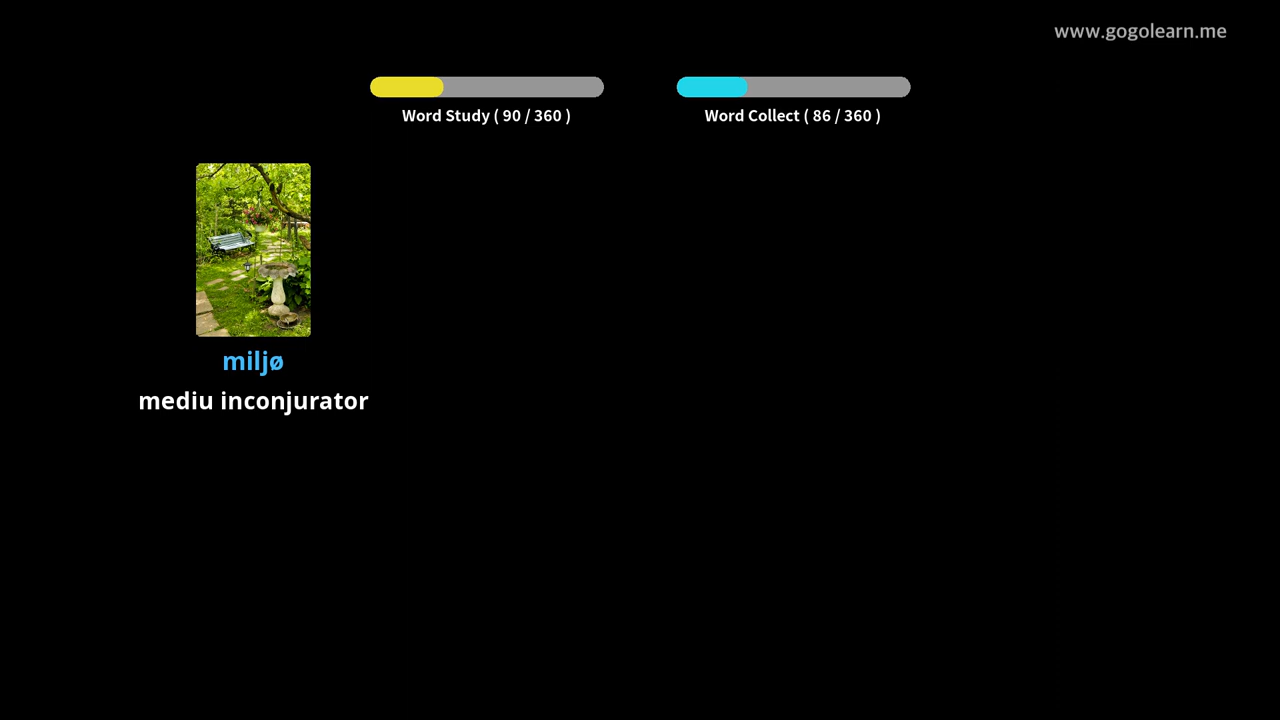 www.gogolearn.me
Word Study ( 90 / 360 )
Word Collect ( 86 / 360 )
miljø
mediu inconjurator